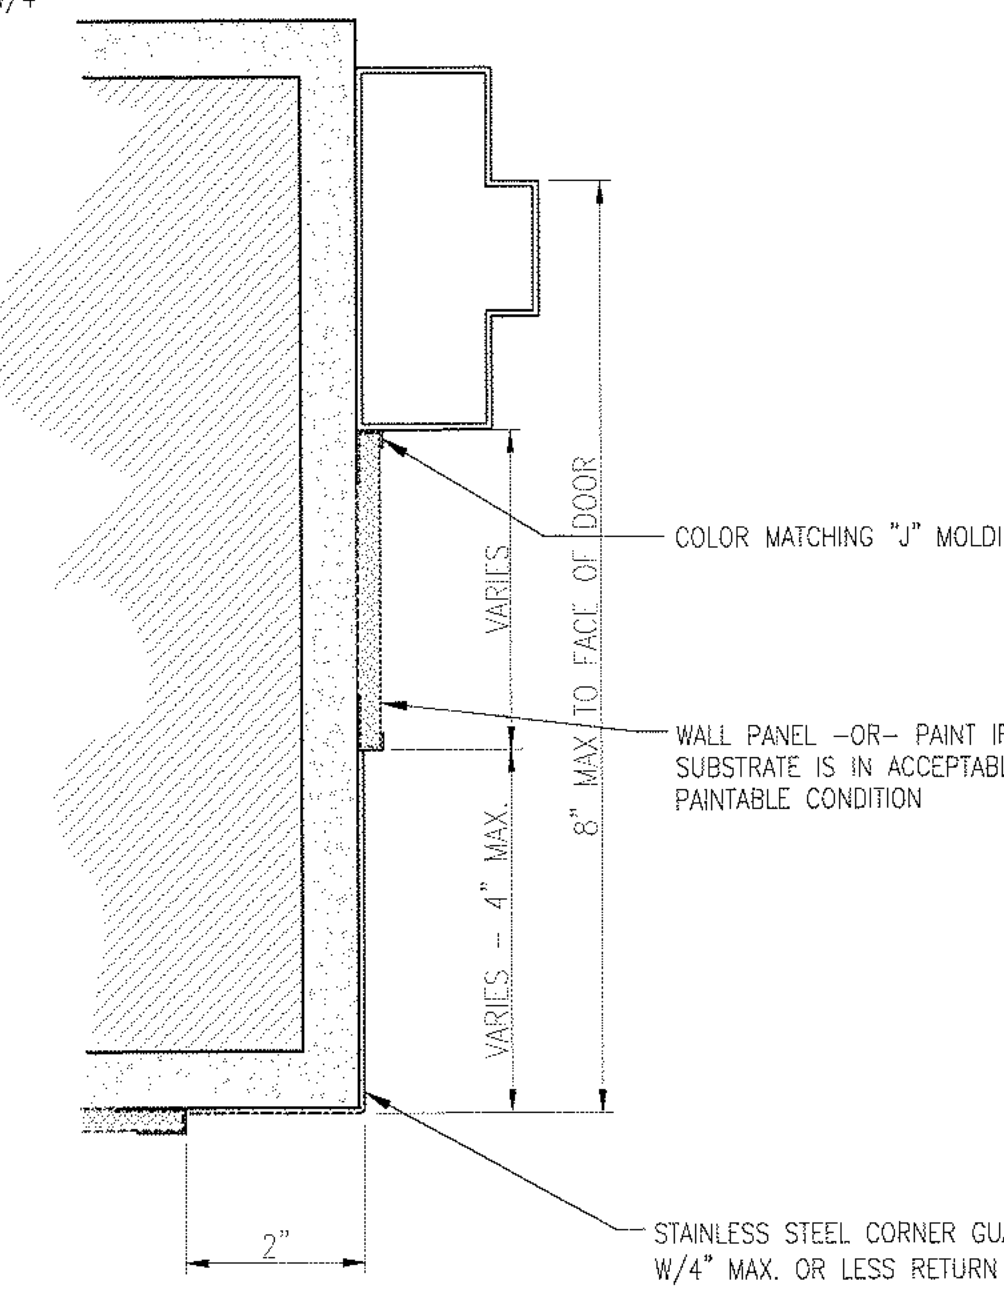 COLOR MATCHING "J" MOLDI
VARIES
8" MAX TO FACE OF DOOR
WALL PANEL -OR- PAINT IF
SUBSTRATE IS IN ACCEPTABL
PAINTABLE CONDITION
VARIES - 4" MAX.
2"
STAINLESS STEEL CORNER GU
W/4" MAX. OR LESS RETURN